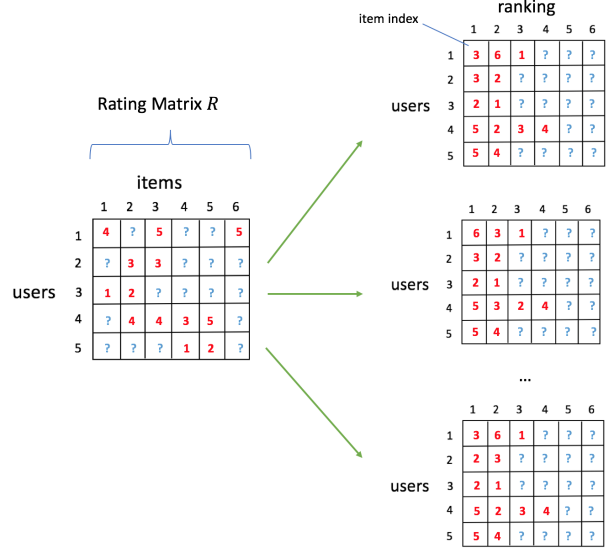 ranking
item index
1 2 3 4 5 6
1 3 6 1 ? ? ?
2 3 2 ? ? ? ?
3 2 1 ? ? ? ?
4 5 2 3 4 ? ?
5 5 4 ? ? ? ?
users
Rating Matrix R
items
1 2 3 4 5 6
1 4 ? 5 ? ? 5
2 ? 3 3 ? ? ?
3 1 2 ? ? ? ?
4 ? 4 4 3 5 ?
5 ? ? ? 1 2 ?
users
1 2 3 4 5 6
1 6 3 1 ? ? ?
2 3 2 ? ? ? ?
3 2 1 ? ? ? ?
4 5 3 2 4 ? ?
5 5 4 ? ? ? ?
users
...
1 2 3 4 5 6
1 3 6 1 ? ? ?
2 2 3 ? ? ? ?
3 2 1 ? ? ? ?
4 5 2 3 4 ? ?
5 5 4 ? ? ? ?
users